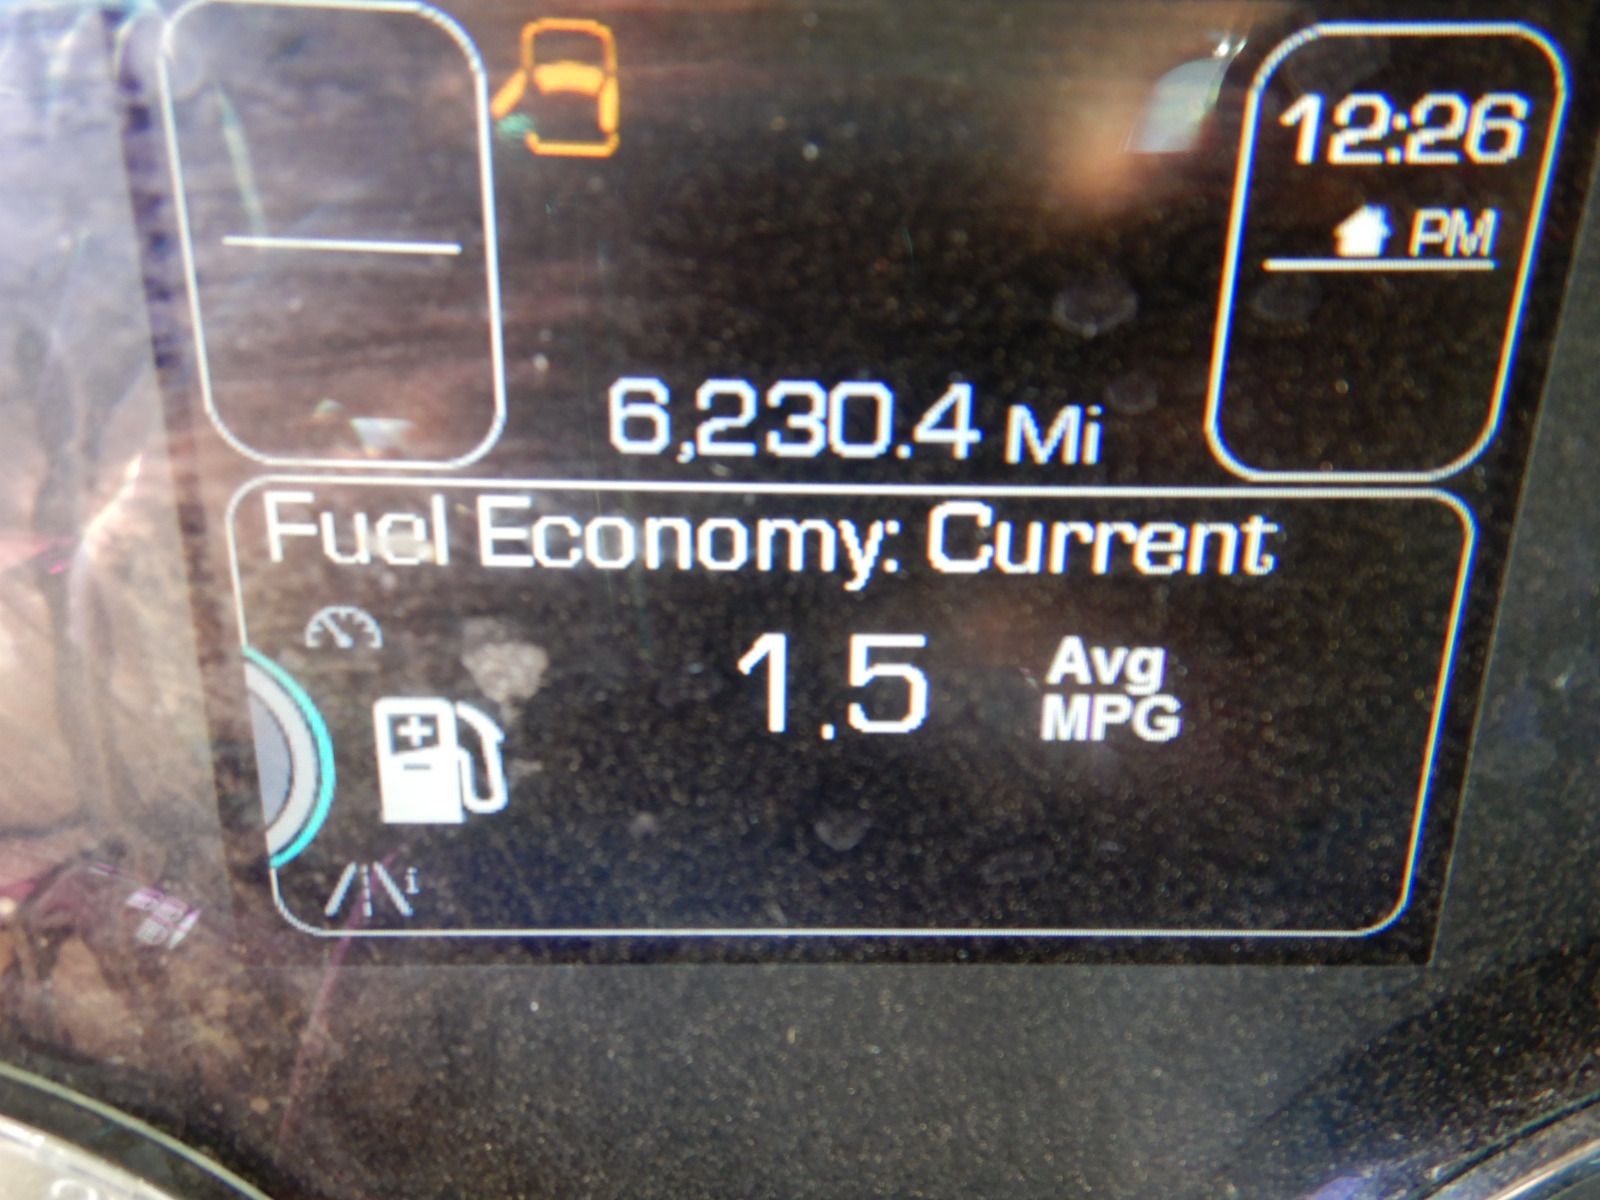 12:26
PM
6,230.4 Mi
Fuel Economy: Current
1.5 Avg
MPG
i